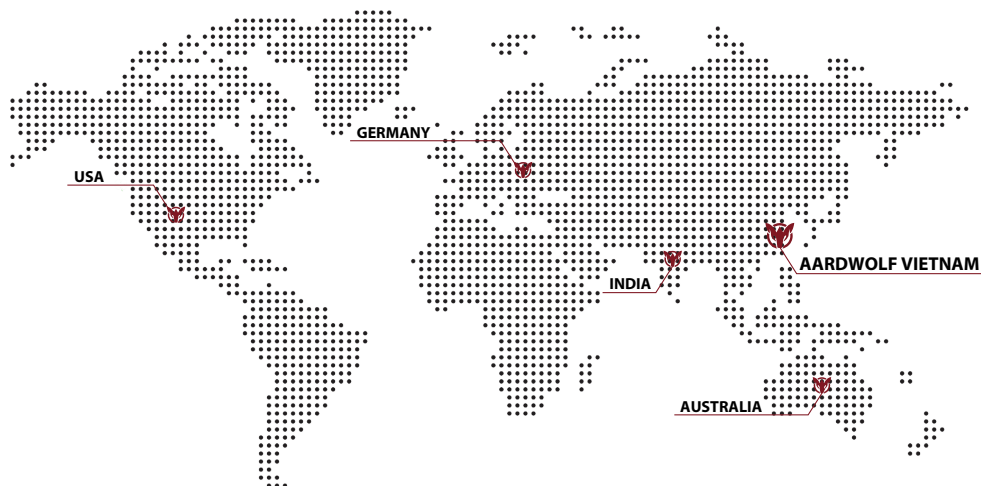 GERMANY
USA
AARDWOLF VIETNAM
INDIA
AUSTRALIA